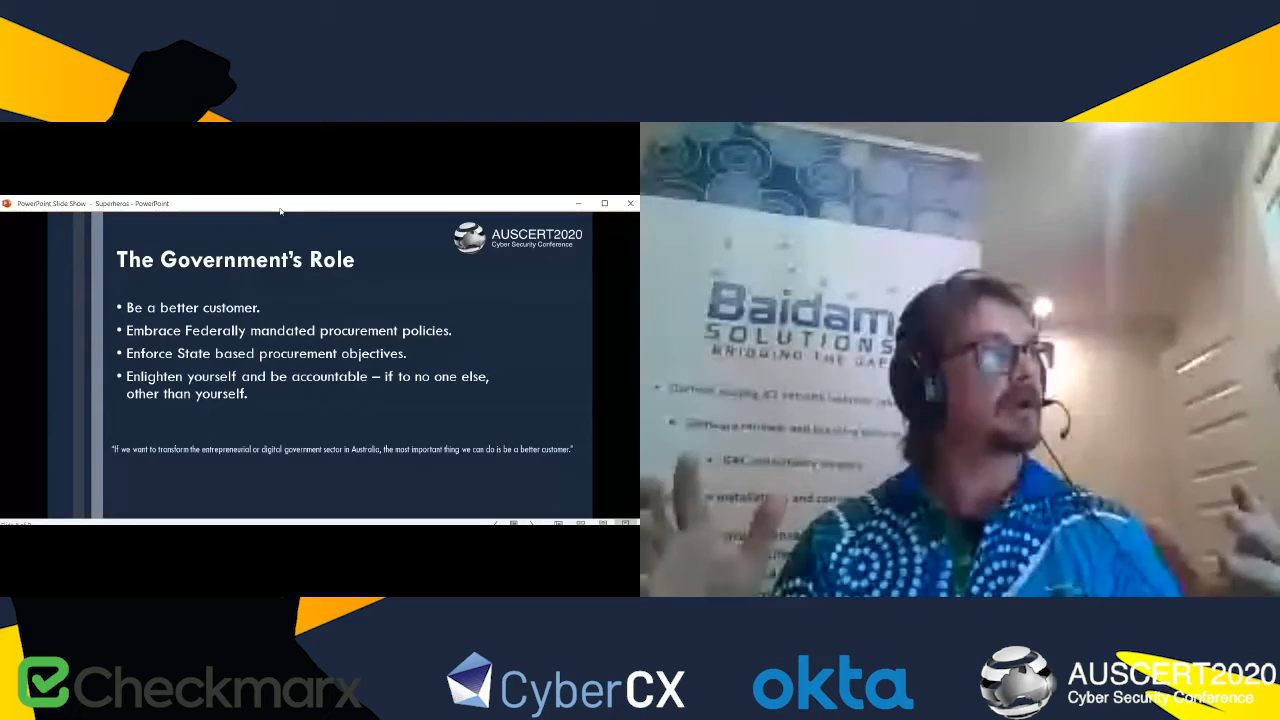 PowerPoint Slide Show - Superheros - PowerPoint
AUSCERT2020
Cyber Security Conference
The Government's Role
• Be a better customer.
• Embrace Federally mandated procurement policies.
• Enforce State based procurement objectives.
• Enlighten yourself and be accountable – if to no one else,
other than yourself.
"If we want to transform the entrepreneurial or digital government sector in Australia, the most important thing we can do is be a better customer."
Baidam
SOLUTIONS
BRIDGING THE GAP
and
Checkmarx
CyberCX
okta
AUSCERT2020
Cyber Security Conference